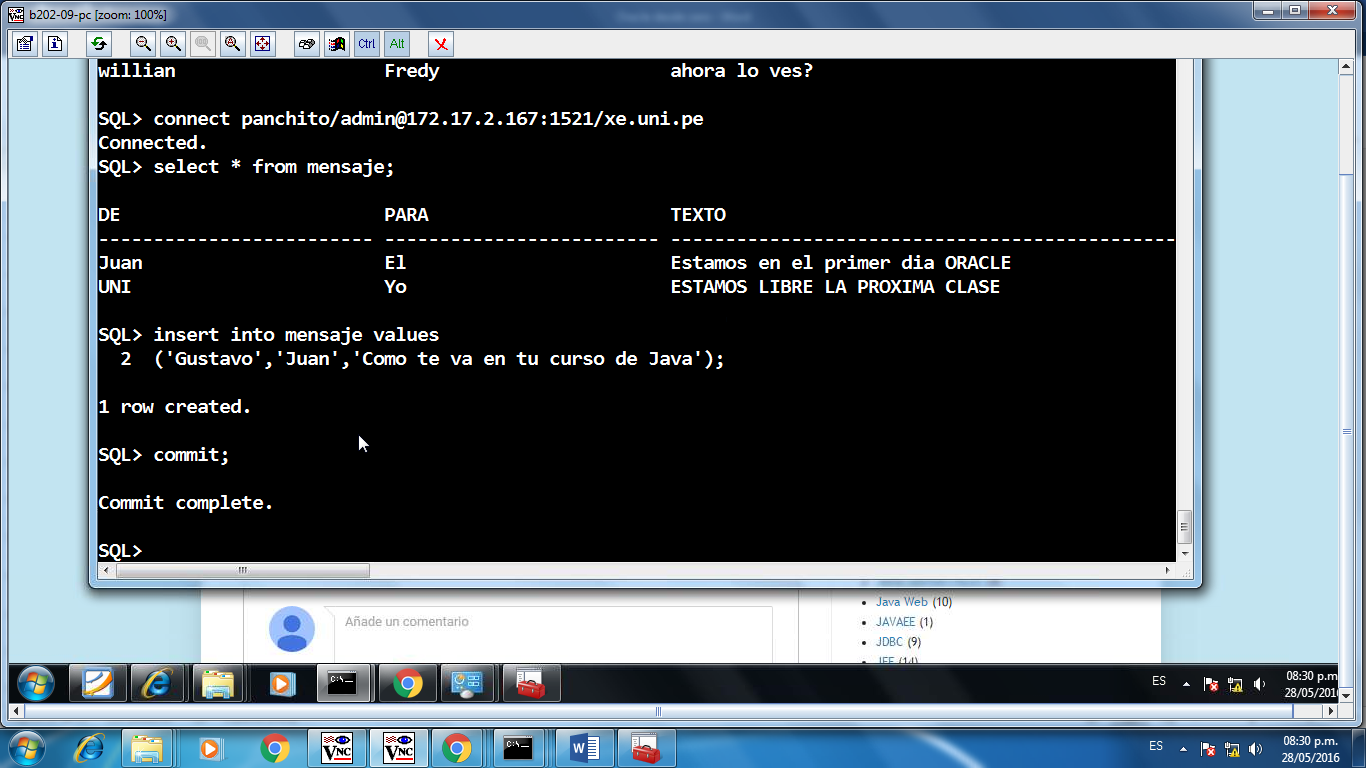 b202-09-pc [zoom: 100%]
Ctrl Alt
willian Fredy ahora lo ves?
SQL> connect panchito/admin@172.17.2.167:1521/xe.uni.pe
Connected.
SQL> select * from mensaje;
DE PARA TEXTO
------------------------- ------------------------- ----------------------------------------------
Juan El Estamos en el primer dia ORACLE
UNI Yo ESTAMOS LIBRE LA PROXIMA CLASE
SQL> insert into mensaje values
2 ('Gustavo','Juan','Como te va en tu curso de Java');
1 row created.
SQL> commit;
Commit complete.
SQL>
Añade un comentario
Java Web (10)
JAVAEE (1)
JDBC (9)
JEE (14)
ES
08:30 p.m
28/05/201
ES
08:30 p.m.
28/05/2016